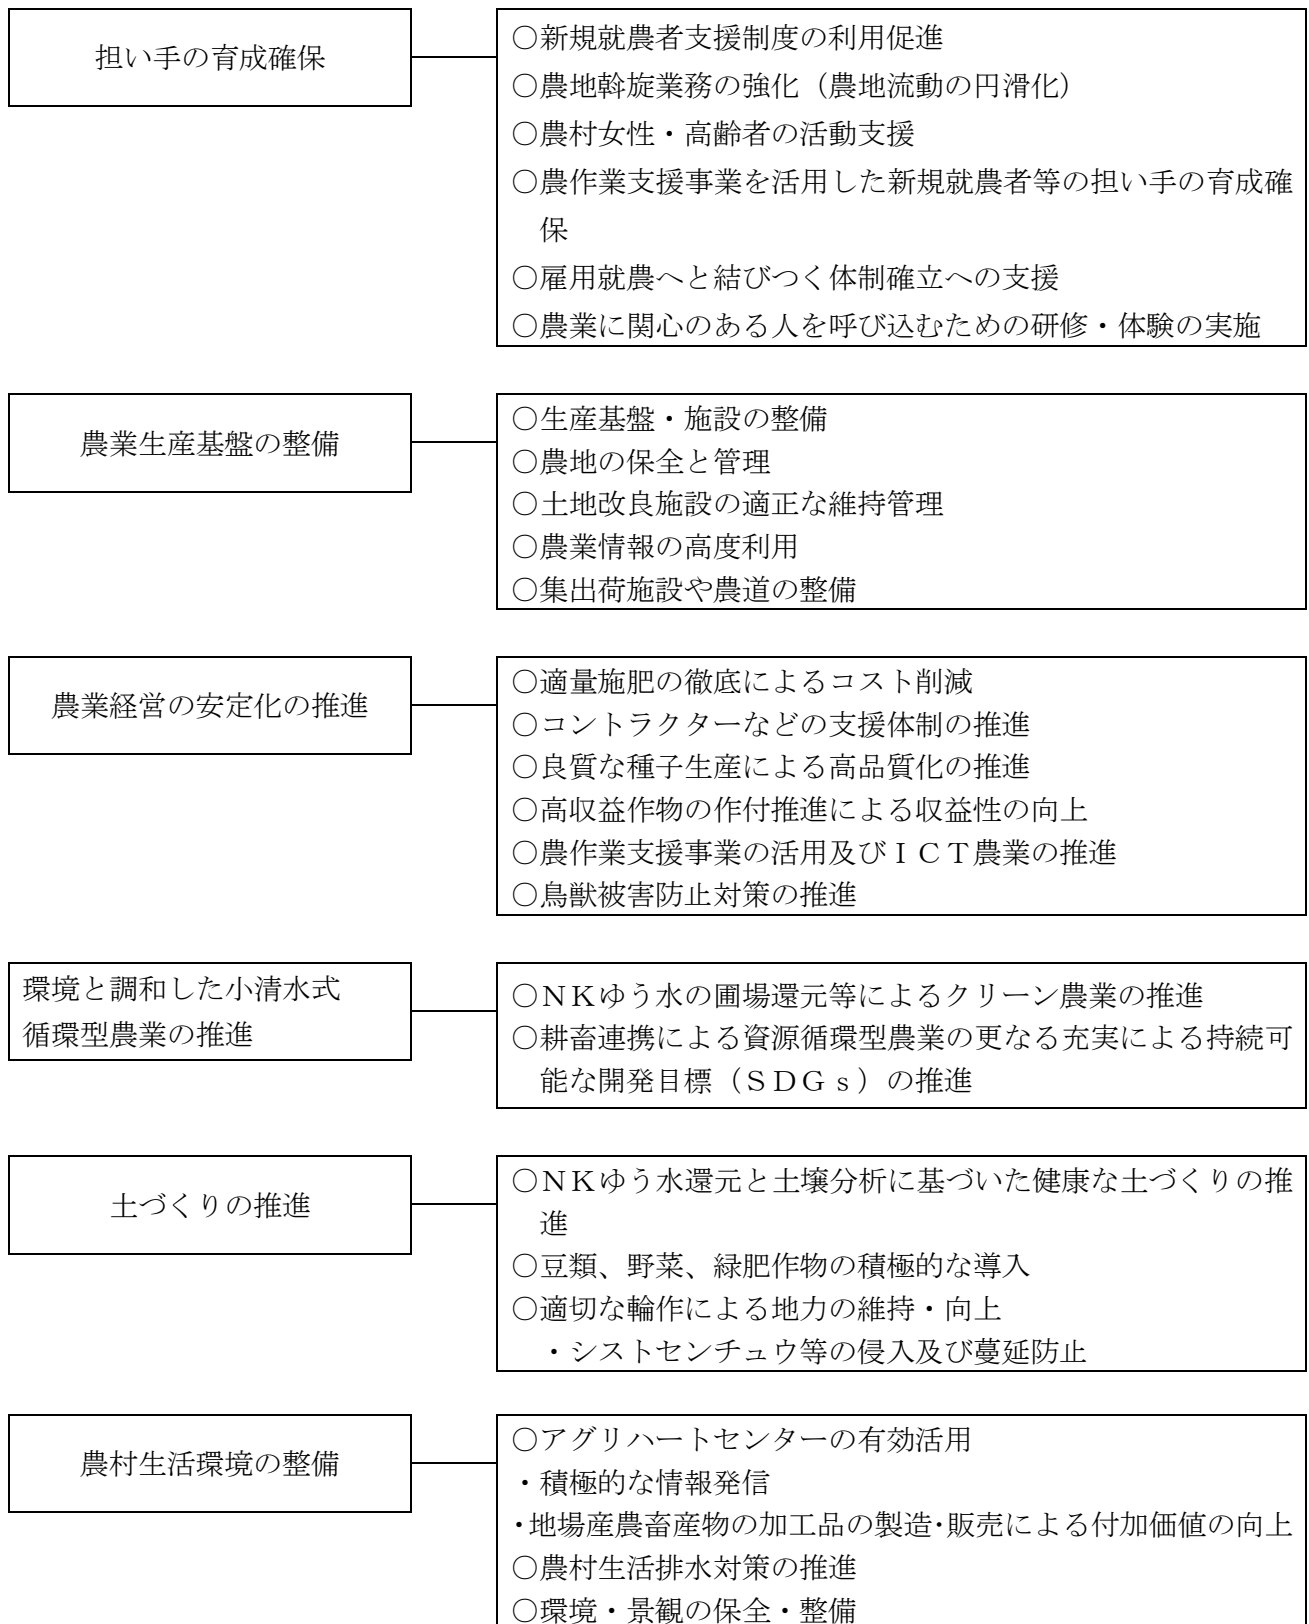 担い手の育成確保
○新規就農者支援制度の利用促進
○農地斡旋業務の強化（農地流動の円滑化）
○農村女性・高齢者の活動支援
○農作業支援事業を活用した新規就農者等の担い手の育成確
保
○雇用就農へと結びつく体制確立への支援
○農業に関心のある人を呼び込むための研修・体験の実施
農業生産基盤の整備
○生産基盤・施設の整備
○農地の保全と管理
○土地改良施設の適正な維持管理
○農業情報の高度利用
○集出荷施設や農道の整備
農業経営の安定化の推進
○適量施肥の徹底によるコスト削減
○コントラクターなどの支援体制の推進
○良質な種子生産による高品質化の推進
○高収益作物の作付推進による収益性の向上
○農作業支援事業の活用及びＩＣＴ農業の推進
○鳥獣被害防止対策の推進
環境と調和した小清水式
循環型農業の推進
○ＮＫゆう水の圃場還元等によるクリーン農業の推進
○耕畜連携による資源循環型農業の更なる充実による持続可
能な開発目標（ＳＤＧｓ）の推進
土づくりの推進
○ＮＫゆう水還元と土壌分析に基づいた健康な土づくりの推
進
○豆類、野菜、緑肥作物の積極的な導入
○適切な輪作による地力の維持・向上
・シストセンチュウ等の侵入及び蔓延防止
農村生活環境の整備
○アグリハートセンターの有効活用
・積極的な情報発信
・地場産農畜産物の加工品の製造・販売による付加価値の向上
○農村生活排水対策の推進
○環境・景観の保全・整備